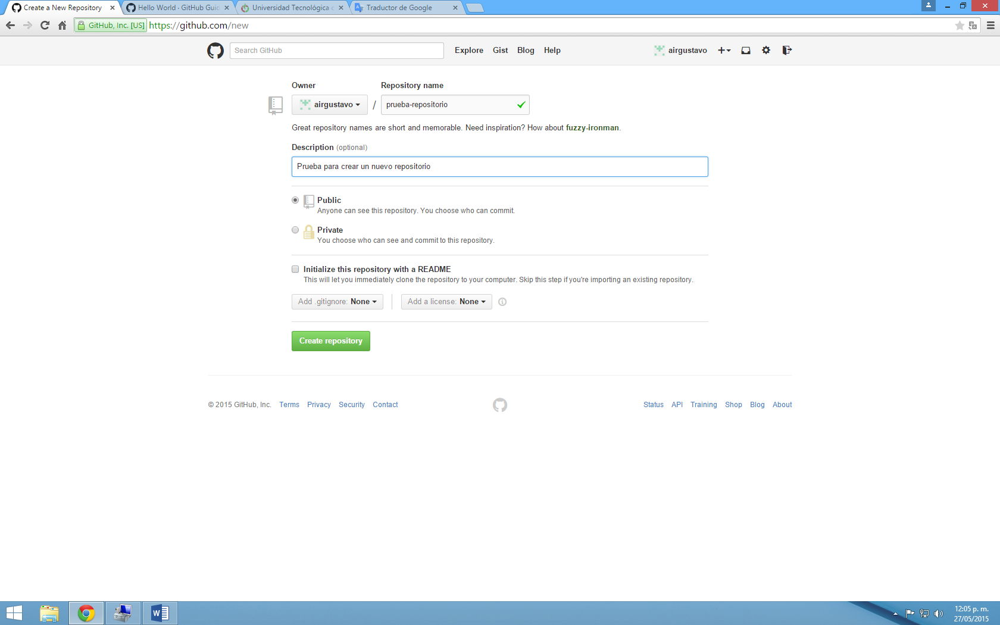 Create a New Repository
Hello World · GitHub Guid
Universidad Tecnológica
Traductor de Google
GitHub, Inc. [US]
https://github.com/new
Search GitHub
Explore Gist Blog Help
airgustavo
Owner
Repository name
airgustavo / prueba-repositorio
Great repository names are short and memorable. Need inspiration? How about fuzzy-ironman.
Description (optional)
Prueba para crear un nuevo repositorio
Public
Anyone can see this repository. You choose who can commit.
Private
You choose who can see and commit to this repository.
Initialize this repository with a README
This will let you immediately clone the repository to your computer. Skip this step if you're importing an existing repository.
Add .gitignore: None
Add a license: None
Create repository
© 2015 GitHub, Inc. Terms Privacy Security Contact
Status API Training Shop Blog About
12:05 p. m.
27/05/2015